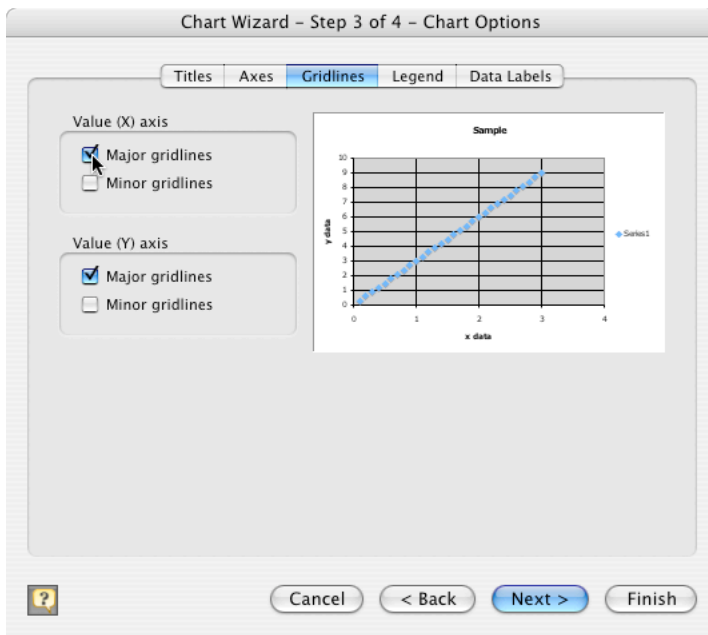 Chart Wizard – Step 3 of 4 – Chart Options
Titles Axes Gridlines Legend Data Labels
Value (X) axis
Major gridlines
Minor gridlines
Value (Y) axis
Major gridlines
Minor gridlines
Sample
y data
10
9
8
7
6
5
4
3
2
1
0
0 1 2 3 4
x data
Series1
? Cancel < Back Next > Finish